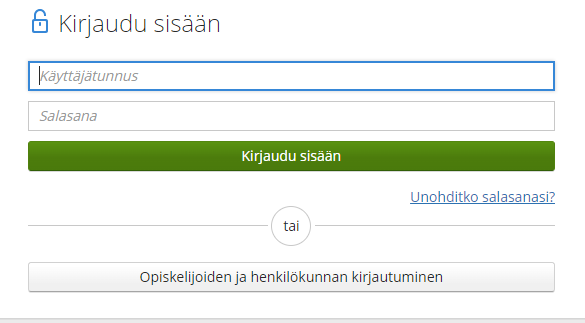 Kirjaudu sisään
Käyttäjätunnus
Salasana
Kirjaudu sisään
Unohditko salasanasi?
tai
Opiskelijoiden ja henkilökunnan kirjautuminen